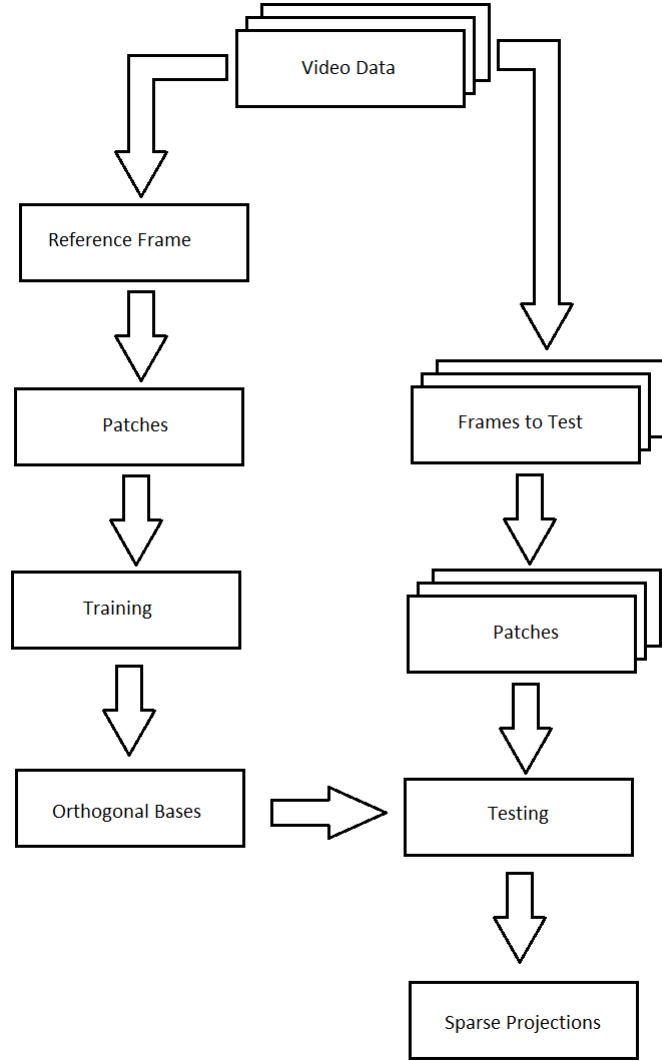 Video Data
Reference Frame
Patches
Frames to Test
Training
Patches
Orthogonal Bases
Testing
Sparse Projections